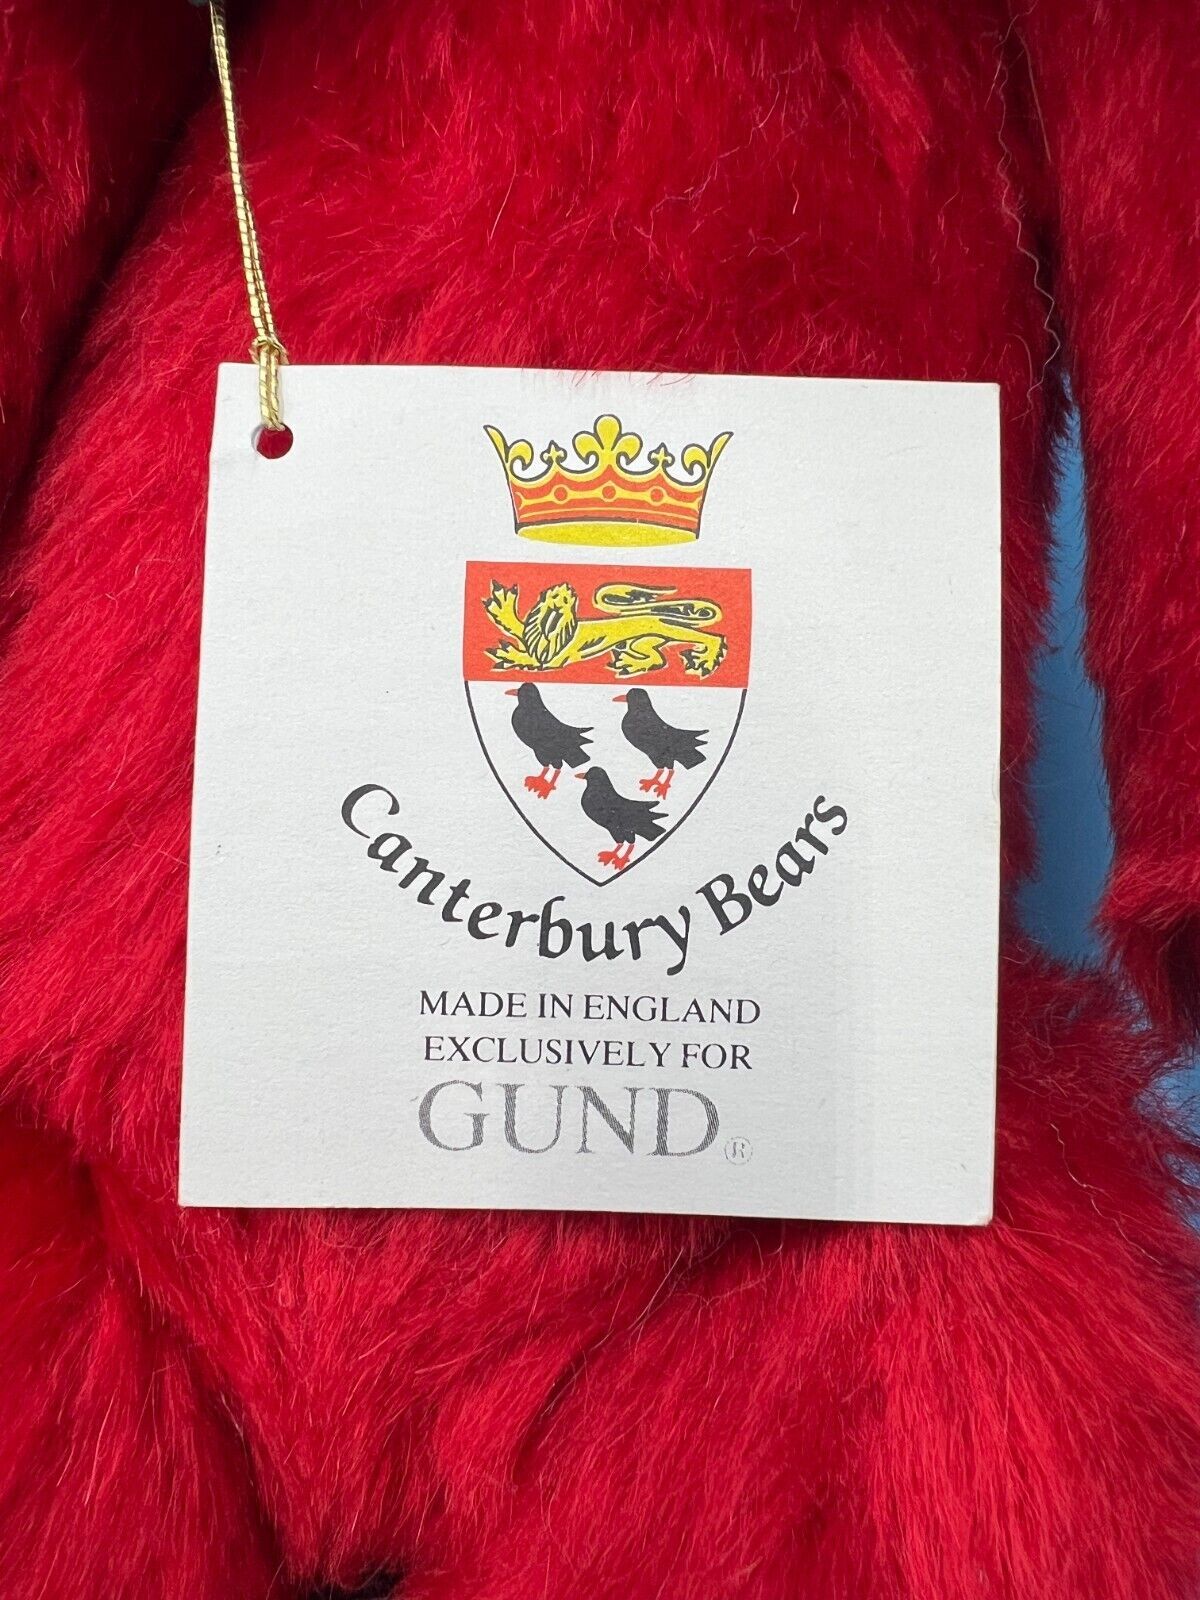 Canterbury Bears
MADE IN ENGLAND
EXCLUSIVELY FOR
GUND®